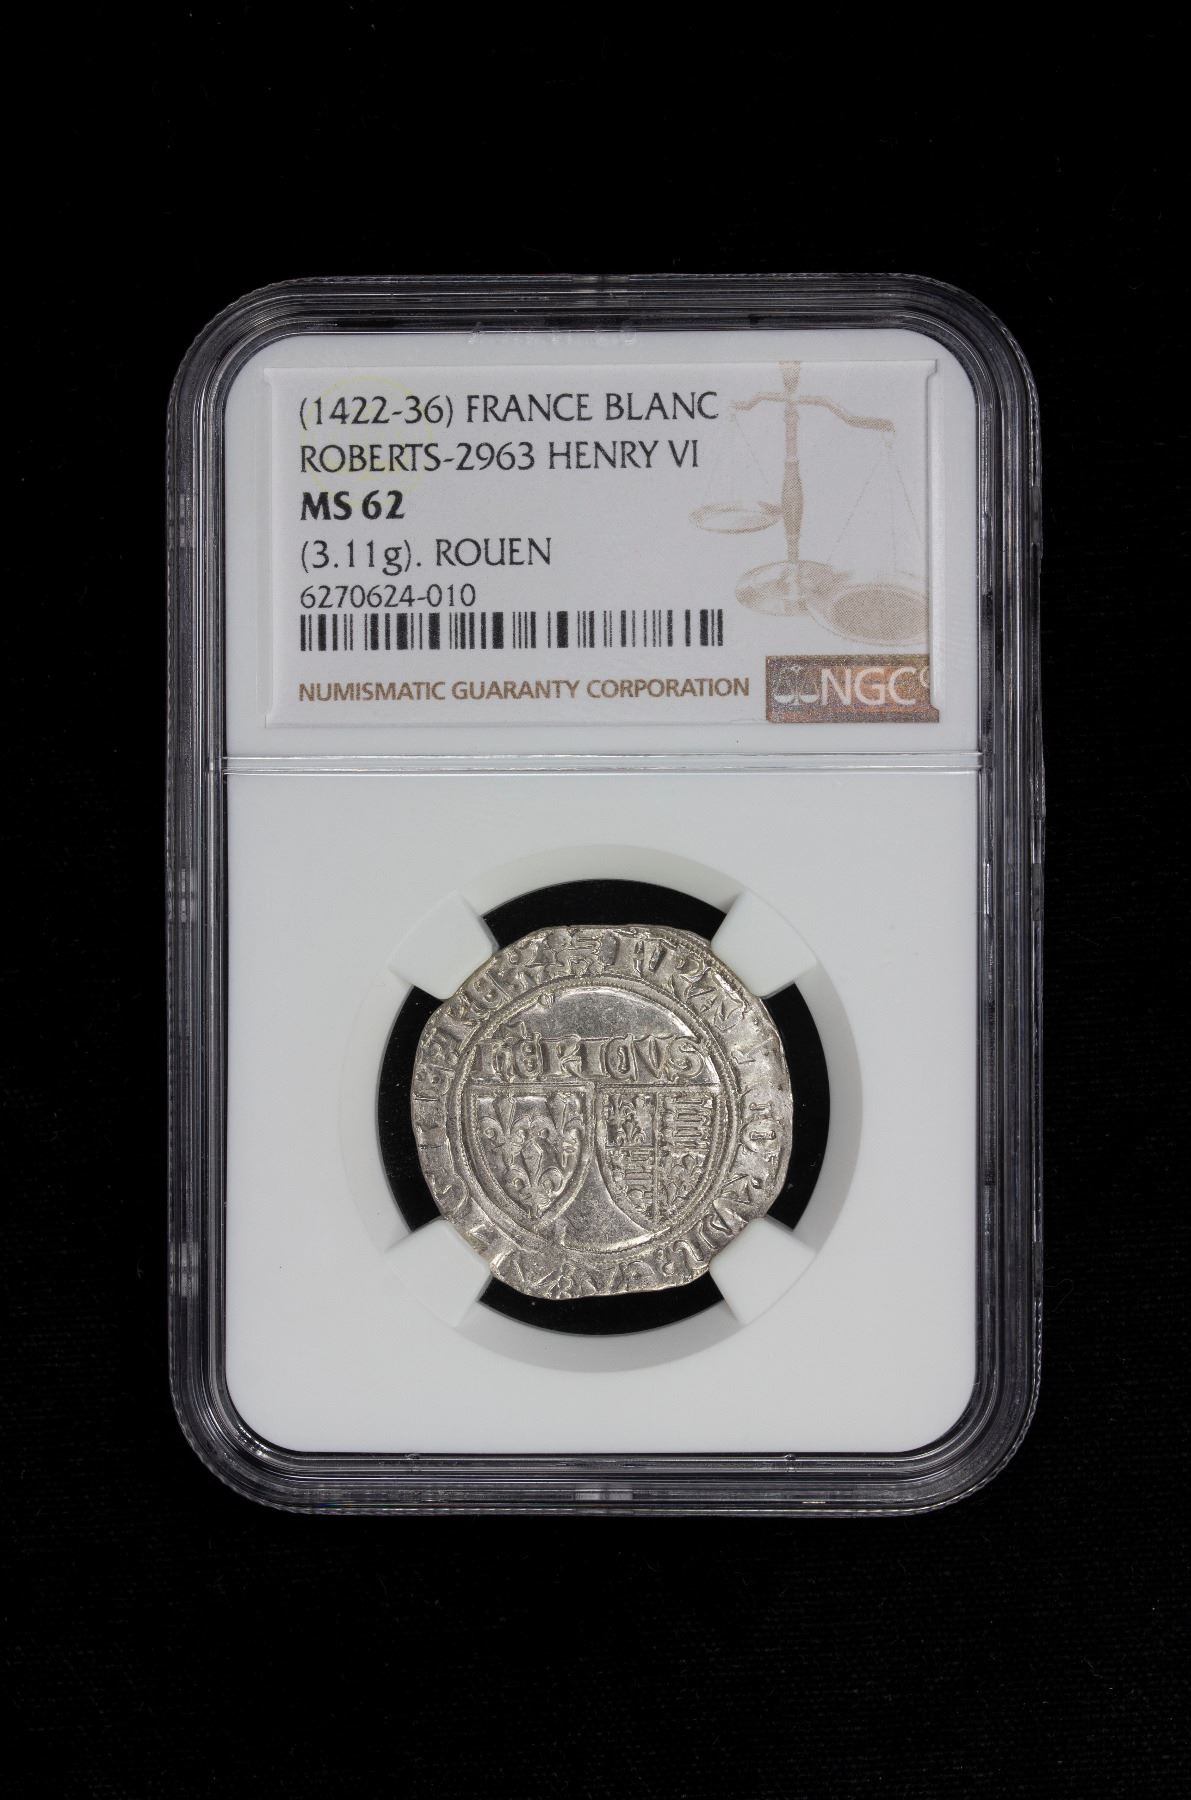 (1422-36) FRANCE BLANC
ROBERTS-2963 HENRY VI
MS 62
(3.11g). ROUEN
6270624-010
NUMISMATIC GUARANTY CORPORATION
NGC
hERICVS